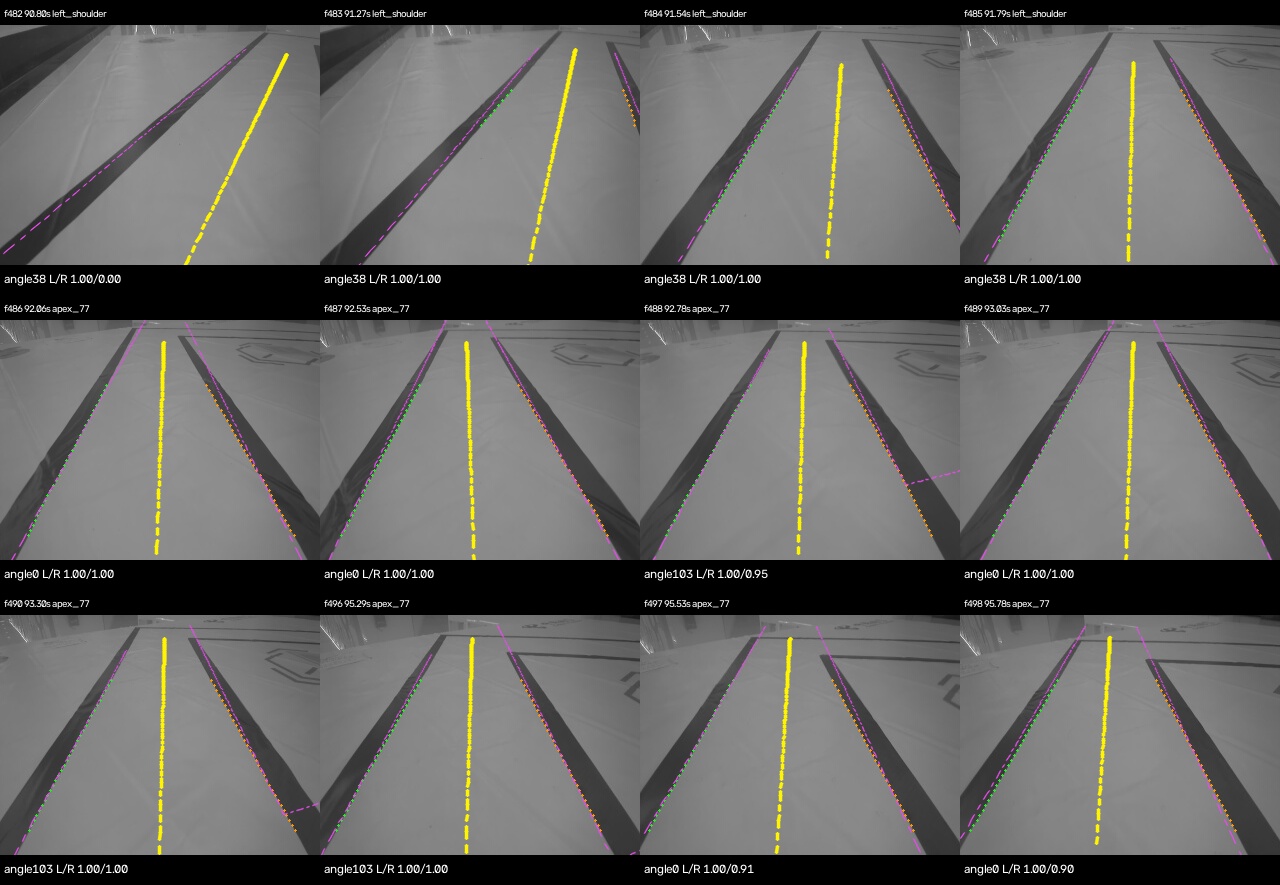 f482 90.80s left_shoulder
f483 91.27s left_shoulder
f484 91.54s left_shoulder
f485 91.79s left_shoulder
angle38 L/R 1.00/0.00
angle38 L/R 1.00/1.00
angle38 L/R 1.00/1.00
angle38 L/R 1.00/1.00
f486 92.06s apex_77
f487 92.53s apex_77
f488 92.78s apex_77
f489 93.03s apex_77
angle0 L/R 1.00/1.00
angle0 L/R 1.00/1.00
angle103 L/R 1.00/0.95
angle0 L/R 1.00/1.00
f490 93.30s apex_77
f496 95.29s apex_77
f497 95.53s apex_77
f498 95.78s apex_77
angle103 L/R 1.00/1.00
angle103 L/R 1.00/1.00
angle0 L/R 1.00/0.91
angle0 L/R 1.00/0.90